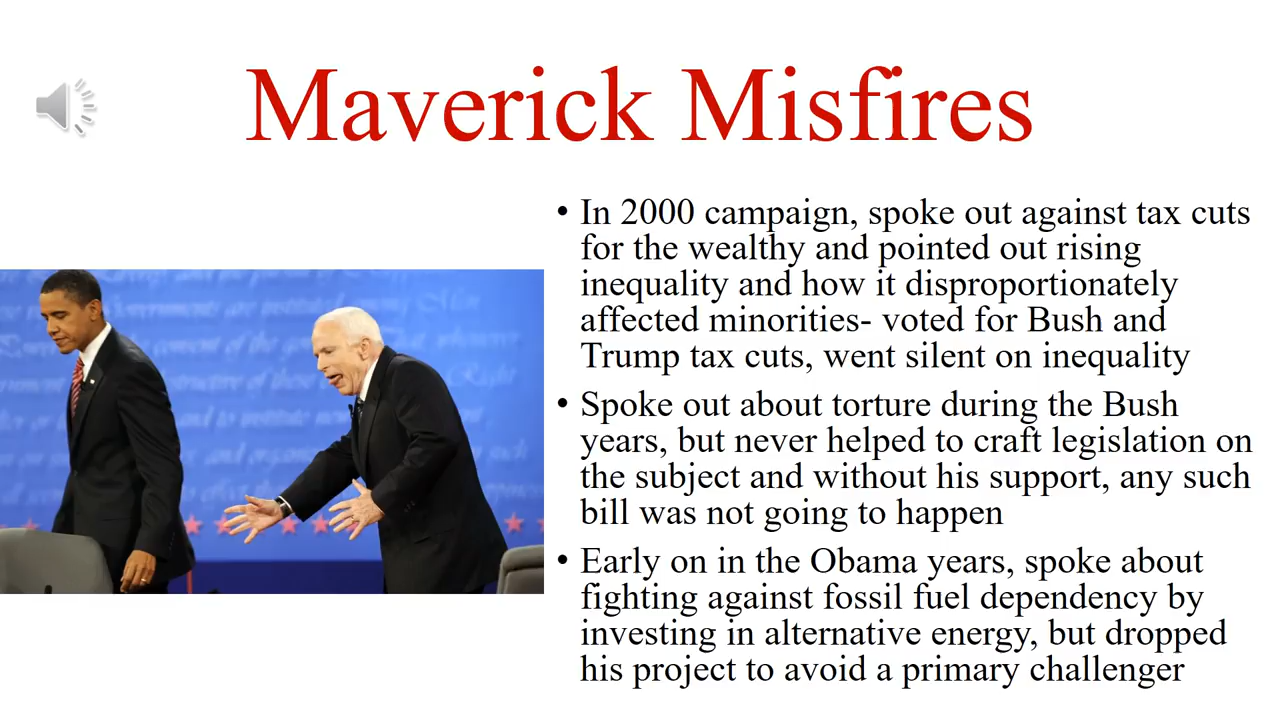 Maverick Misfires
• In 2000 campaign, spoke out against tax cuts
for the wealthy and pointed out rising
inequality and how it disproportionately
affected minorities- voted for Bush and
Trump tax cuts, went silent on inequality
• Spoke out about torture during the Bush
years, but never helped to craft legislation on
the subject and without his support, any such
bill was not going to happen
• Early on in the Obama years, spoke about
fighting against fossil fuel dependency by
investing in alternative energy, but dropped
his project to avoid a primary challenger